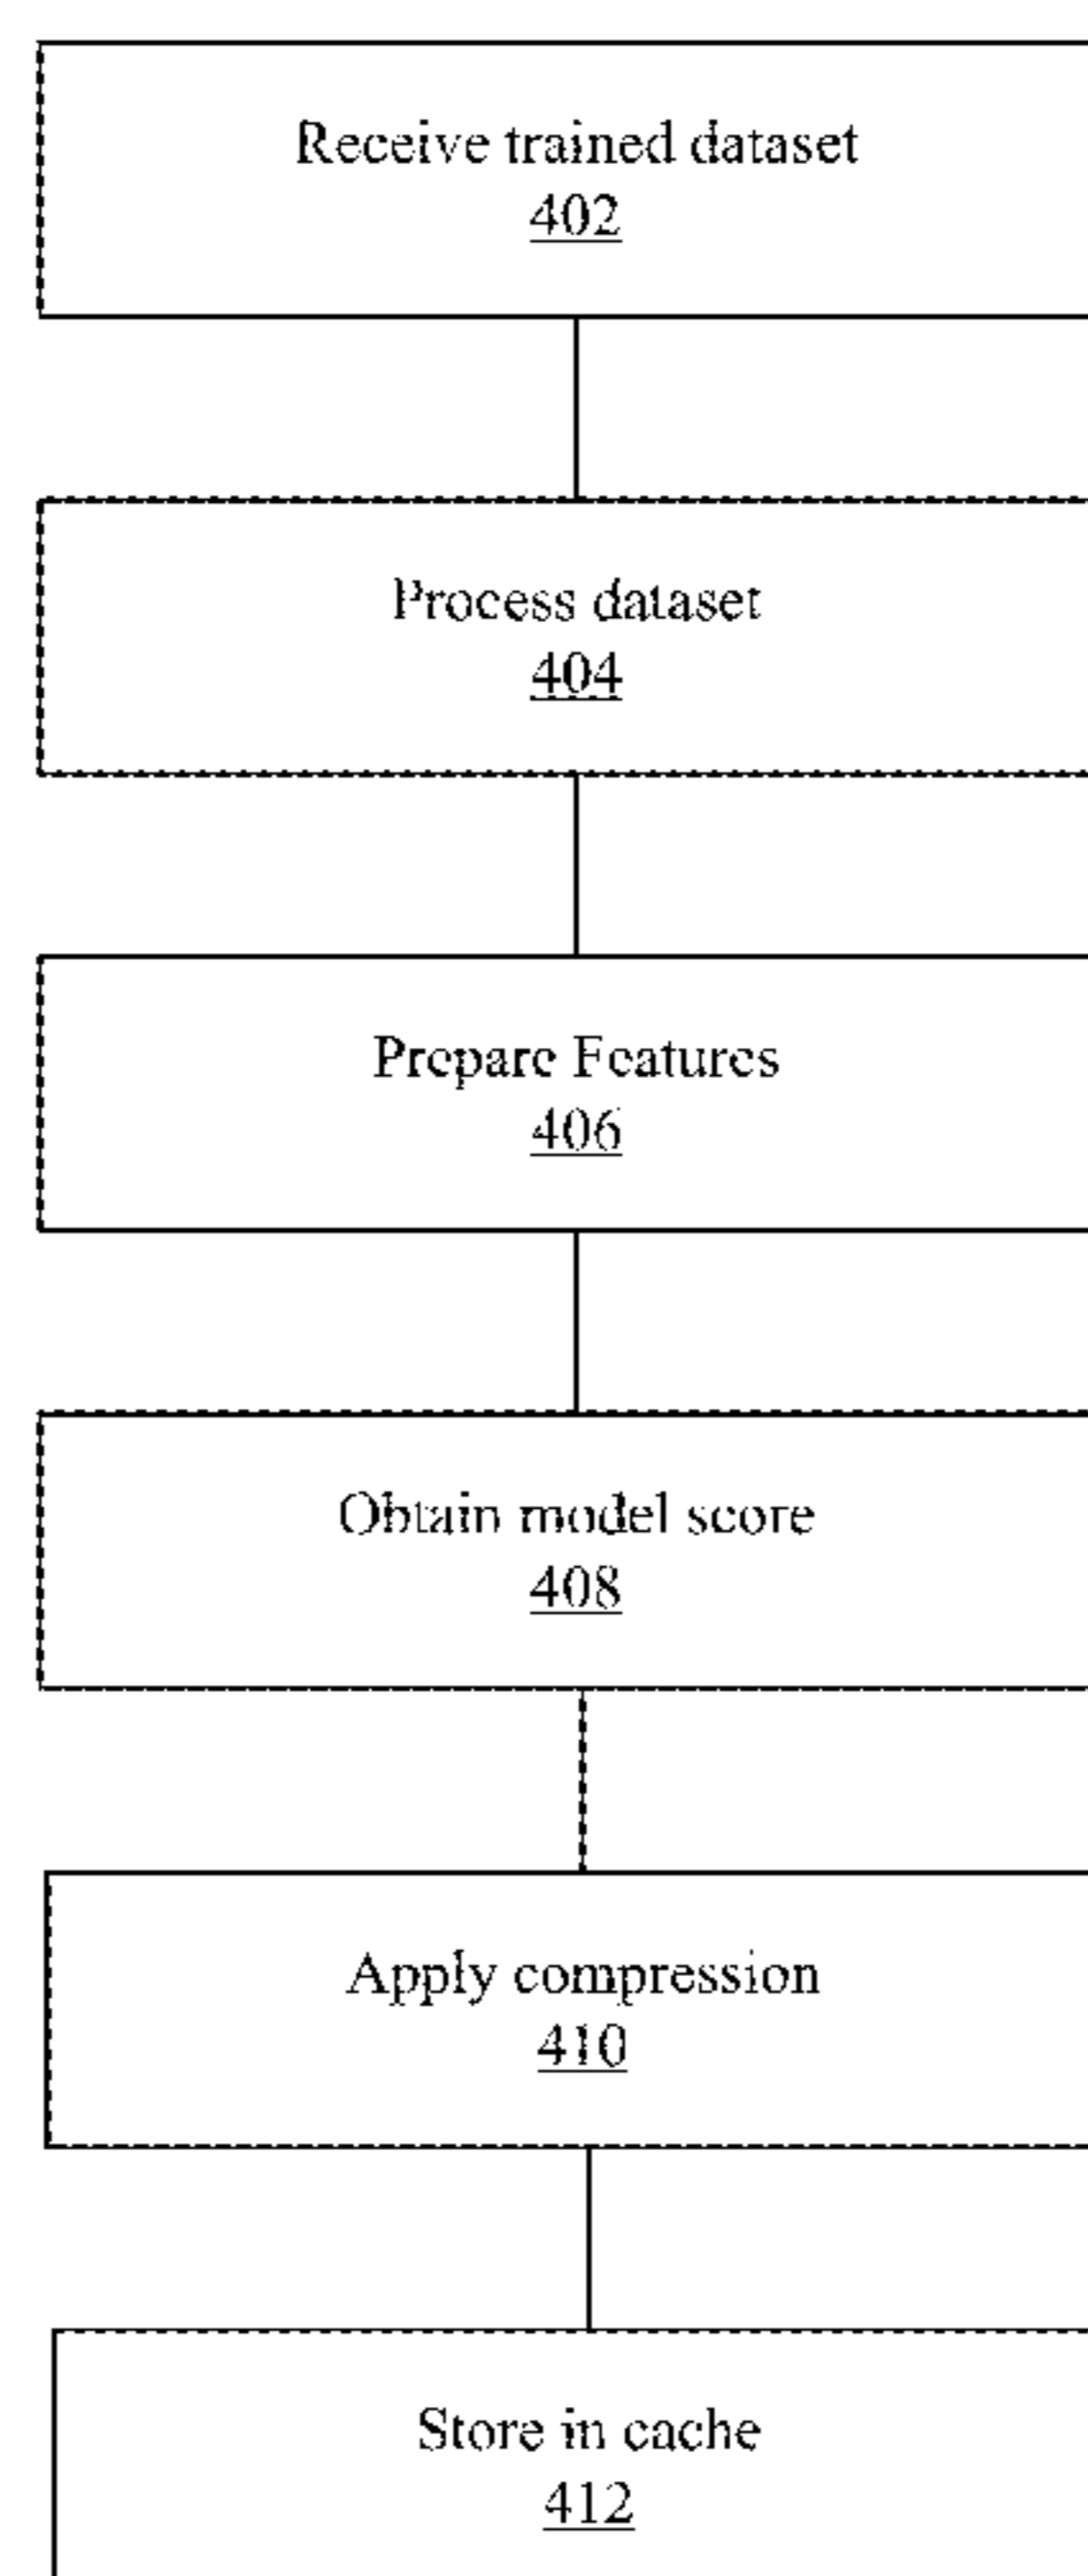 Receive trained dataset
402
Process dataset
404
Prepare Features
406
Obtain model score
408
Apply compression
410
Store in cache
412